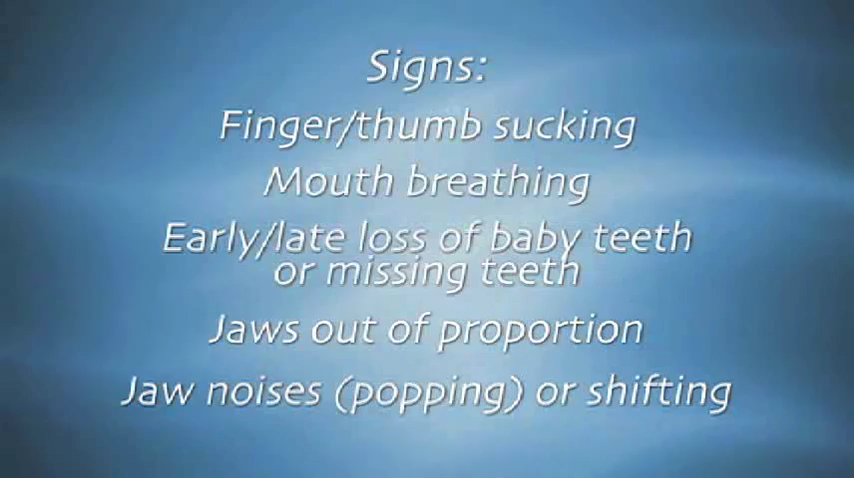 Signs:
Finger/thumb sucking
Mouth breathing
Early/late loss of baby teeth
or missing teeth
Jaws out of proportion
Jaw noises (popping) or shifting